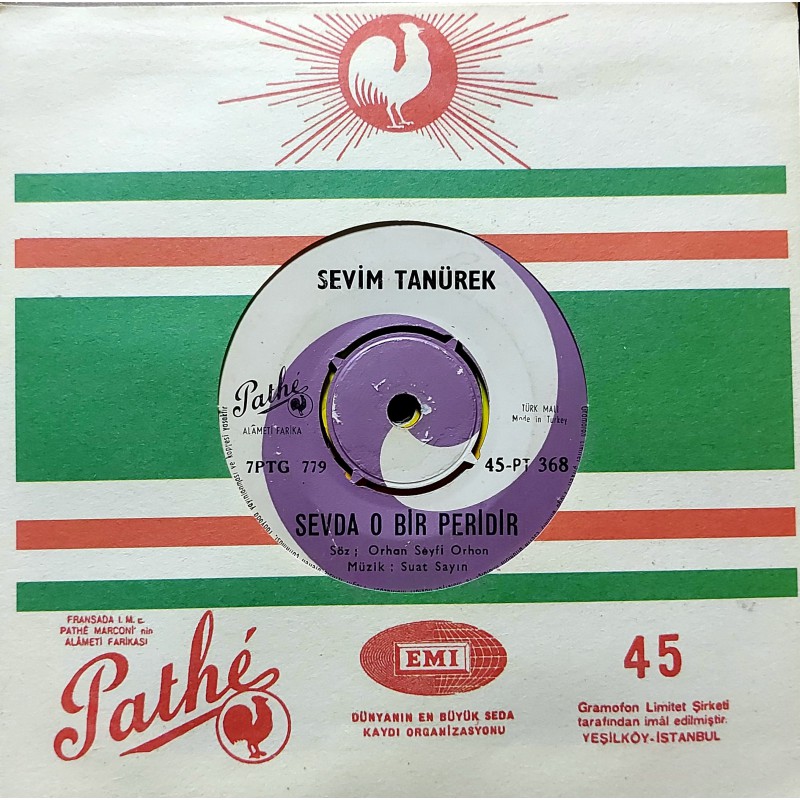 SEVİM TANÜREK
Pathé
ALÂMETİ FARİKA
TÜRK MALI
Made in Turkey
7PTG 779
45-PT 368
SEVDA O BİR PERİDİR
Söz ; Orhan Seyfi Orhon
Müzik : Suat Sayın
FRANSADA I. M. E
PATHÉ MARCONİ' nin
ALÂMETİ FARİKASI
Pathé
EMI
DÜNYANIN EN BÜYÜK SEDA
KAYDI ORGANİZASYONU
45
Gramofon Limitet Şirketi
tarafından imâl edilmiştir.
YEŞİLKÖY-İSTANBUL